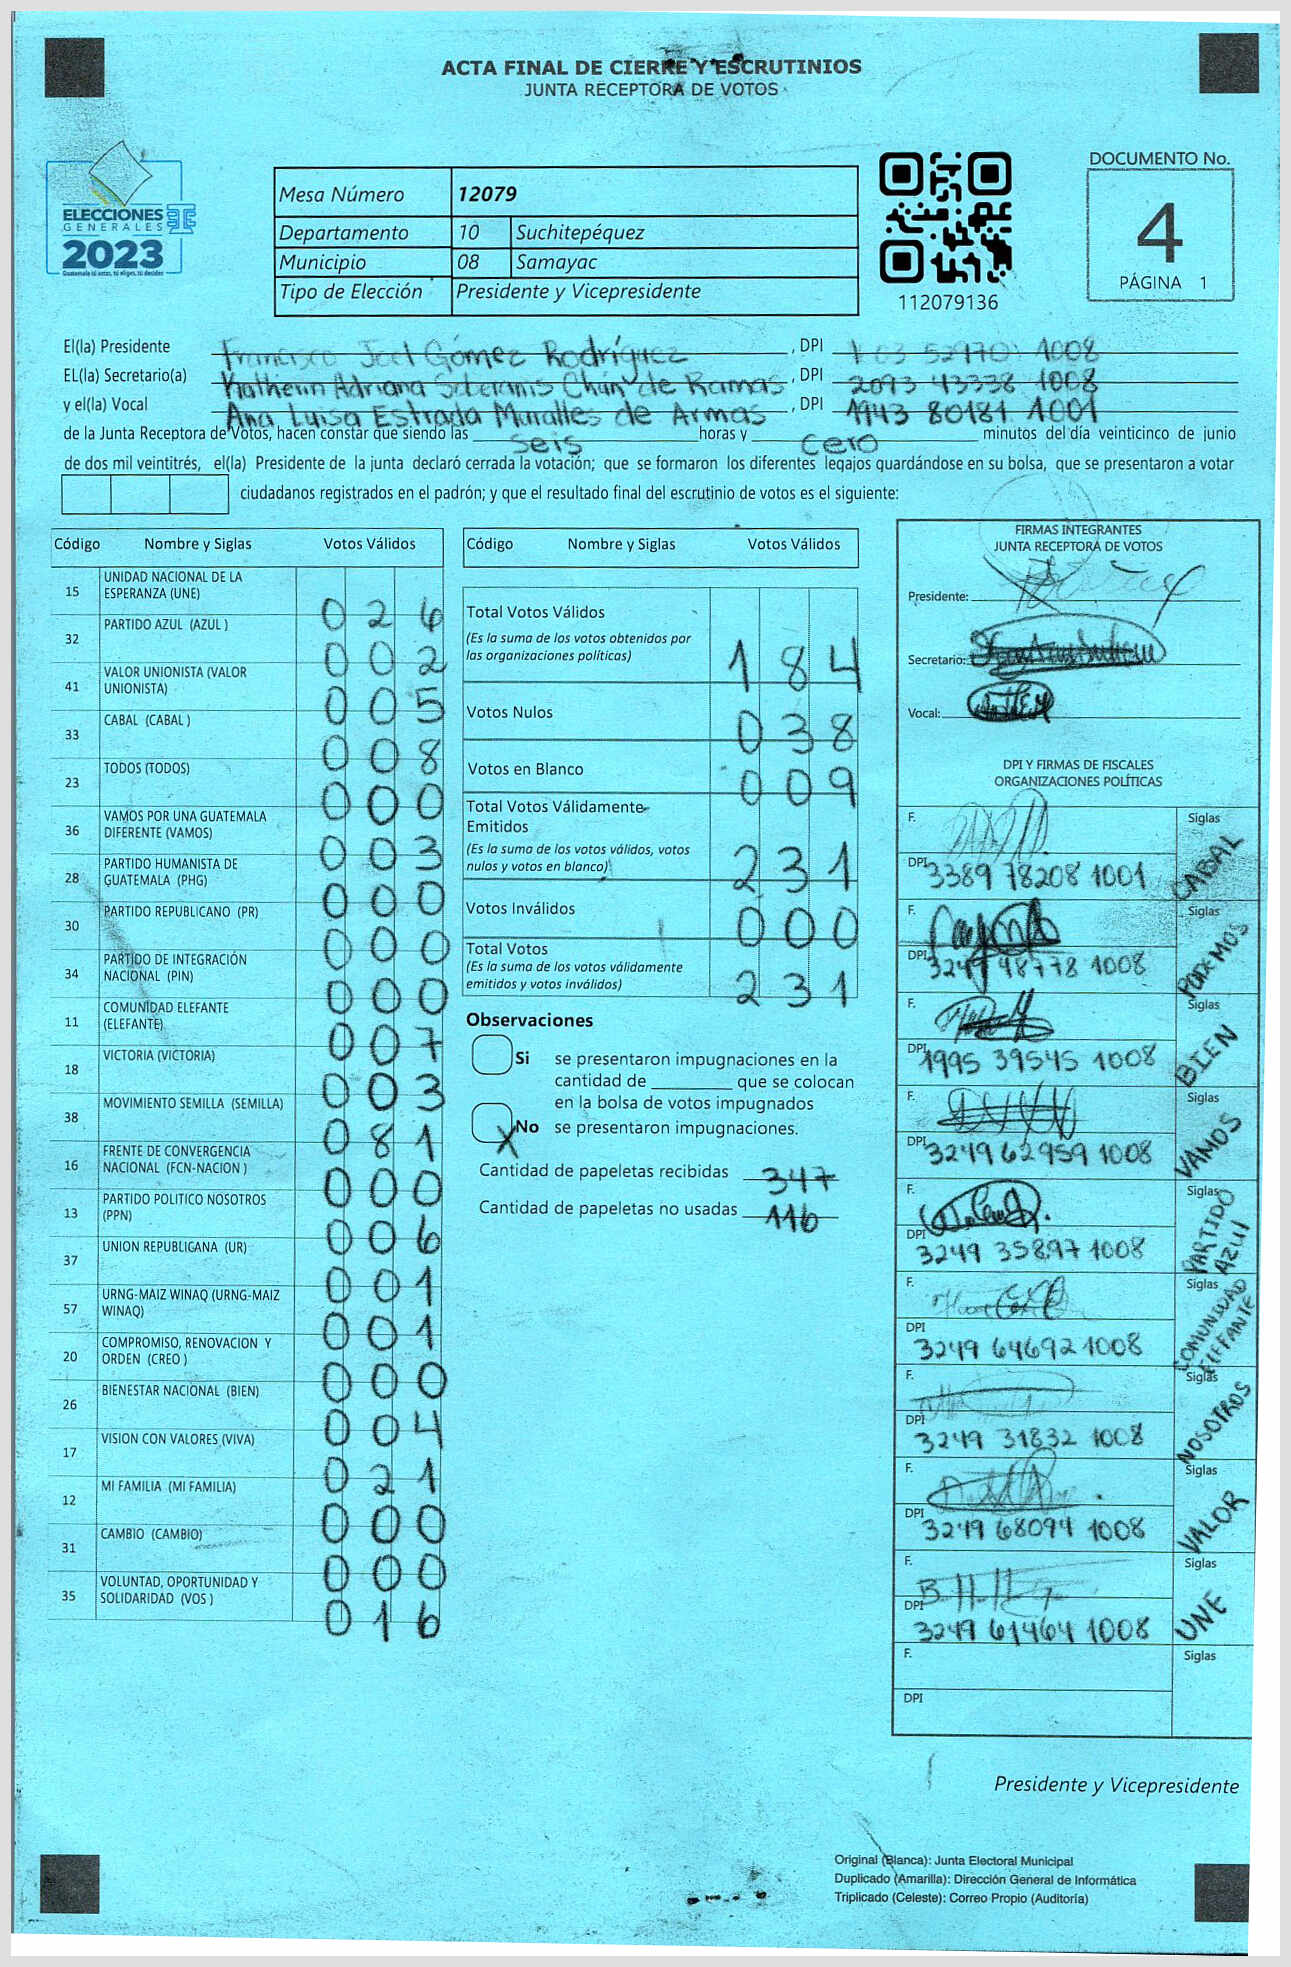 ACTA FINAL DE CIERRE Y ESCRUTINIOS
JUNTA RECEPTORA DE VOTOS
ELECCIONES
GENERALES
2023
Guatemala tú estás, tú eliges, tú decides
Mesa Número 12079
Departamento 10 Suchitepéquez
Municipio 08 Samayac
Tipo de Elección Presidente y Vicepresidente
112079136
DOCUMENTO No.
4
PÁGINA 1
El(la) Presidente Francisco Joel Gómez Rodríguez, DPI 1008
EL(la) Secretario(a) Katherin Adriana de Ramas, DPI 2093 43338 1008
y el(la) Vocal Ana Luisa Estrada Muralles de Armas, DPI 1943 80181 1001
de la Junta Receptora de Votos, hacen constar que siendo las seis horas y cero minutos del día veinticinco de junio
de dos mil veintitrés, el(la) Presidente de la junta declaró cerrada la votación; que se formaron los diferentes legajos guardándose en su bolsa, que se presentaron a votar
ciudadanos registrados en el padrón; y que el resultado final del escrutinio de votos es el siguiente:
Código Nombre y Siglas Votos Válidos
15 UNIDAD NACIONAL DE LA ESPERANZA (UNE) 026
32 PARTIDO AZUL (AZUL ) 002
41 VALOR UNIONISTA (VALOR UNIONISTA) 005
33 CABAL (CABAL ) 008
23 TODOS (TODOS) 000
36 VAMOS POR UNA GUATEMALA DIFERENTE (VAMOS) 003
28 PARTIDO HUMANISTA DE GUATEMALA (PHG) 000
30 PARTIDO REPUBLICANO (PR) 000
34 PARTIDO DE INTEGRACIÓN NACIONAL (PIN) 000
11 COMUNIDAD ELEFANTE (ELEFANTE) 007
18 VICTORIA (VICTORIA) 003
38 MOVIMIENTO SEMILLA (SEMILLA) 081
16 FRENTE DE CONVERGENCIA NACIONAL (FCN-NACION ) 000
13 PARTIDO POLITICO NOSOTROS (PPN) 006
37 UNION REPUBLICANA (UR) 001
57 URNG-MAIZ WINAQ (URNG-MAIZ WINAQ) 001
20 COMPROMISO, RENOVACION Y ORDEN (CREO ) 000
26 BIENESTAR NACIONAL (BIEN) 004
17 VISION CON VALORES (VIVA) 021
12 MI FAMILIA (MI FAMILIA) 000
31 CAMBIO (CAMBIO) 000
35 VOLUNTAD, OPORTUNIDAD Y SOLIDARIDAD (VOS ) 016
Código Nombre y Siglas Votos Válidos
Total Votos Válidos 184
(Es la suma de los votos obtenidos por
las organizaciones políticas)
Votos Nulos 038
Votos en Blanco 009
Total Votos Válidamente
Emitidos
(Es la suma de los votos válidos, votos
nulos y votos en blanco) 231
Votos Inválidos 000
Total Votos
(Es la suma de los votos válidamente
emitidos y votos inválidos) 231
Observaciones
Si se presentaron impugnaciones en la
cantidad de ________ que se colocan
en la bolsa de votos impugnados
X No se presentaron impugnaciones.
Cantidad de papeletas recibidas 347
Cantidad de papeletas no usadas 116
FIRMAS INTEGRANTES
JUNTA RECEPTORA DE VOTOS
Presidente:
Secretario:
Vocal:
DPI Y FIRMAS DE FISCALES
ORGANIZACIONES POLÍTICAS
F. Siglas CABAL
DPI 3389 78208 1001
F. Siglas PODEMOS
DPI 3249 48778 1008
F. Siglas BIEN
DPI 1995 39545 1008
F. Siglas VAMOS
DPI 3249 62959 1008
F. Siglas PARTIDO AZUL
DPI 3249 35897 1008
F. Siglas COMUNIDAD ELEFANTE
DPI 3249 64692 1008
F. Siglas NOSOTROS
DPI 3249 31832 1008
F. Siglas VALOR
DPI 3249 68094 1008
F. Siglas UNE
DPI 3249 61464 1008
F. Siglas
DPI
Presidente y Vicepresidente
Original (Blanca): Junta Electoral Municipal
Duplicado (Amarilla): Dirección General de Informática
Triplicado (Celeste): Correo Propio (Auditoría)